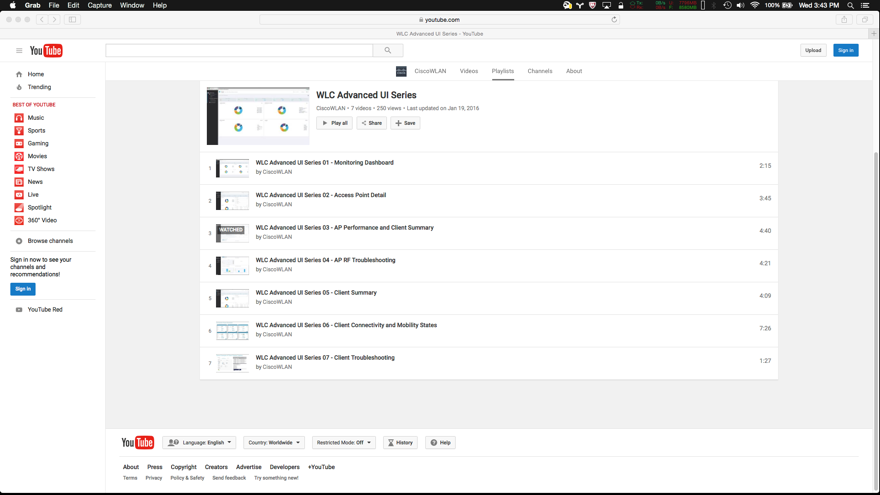 Grab File Edit Capture Window Help
100% Wed 3:43 PM
youtube.com
WLC Advanced UI Series - YouTube
YouTube
Upload Sign in
CiscoWLAN Videos Playlists Channels About
Home
Trending
BEST OF YOUTUBE
Music
Sports
Gaming
Movies
TV Shows
News
Live
Spotlight
360° Video
Browse channels
Sign in now to see your
channels and
recommendations!
Sign in
YouTube Red
WLC Advanced UI Series
CiscoWLAN • 7 videos • 250 views • Last updated on Jan 19, 2016
Play all Share Save
1 WLC Advanced UI Series 01 - Monitoring Dashboard 2:15
by CiscoWLAN
2 WLC Advanced UI Series 02 - Access Point Detail 3:45
by CiscoWLAN
3 WATCHED WLC Advanced UI Series 03 - AP Performance and Client Summary 4:40
by CiscoWLAN
4 WLC Advanced UI Series 04 - AP RF Troubleshooting 4:21
by CiscoWLAN
5 WLC Advanced UI Series 05 - Client Summary 4:09
by CiscoWLAN
6 WLC Advanced UI Series 06 - Client Connectivity and Mobility States 7:26
by CiscoWLAN
7 WLC Advanced UI Series 07 - Client Troubleshooting 1:27
by CiscoWLAN
YouTube Language: English Country: Worldwide Restricted Mode: Off History Help
About Press Copyright Creators Advertise Developers +YouTube
Terms Privacy Policy & Safety Send feedback Try something new!